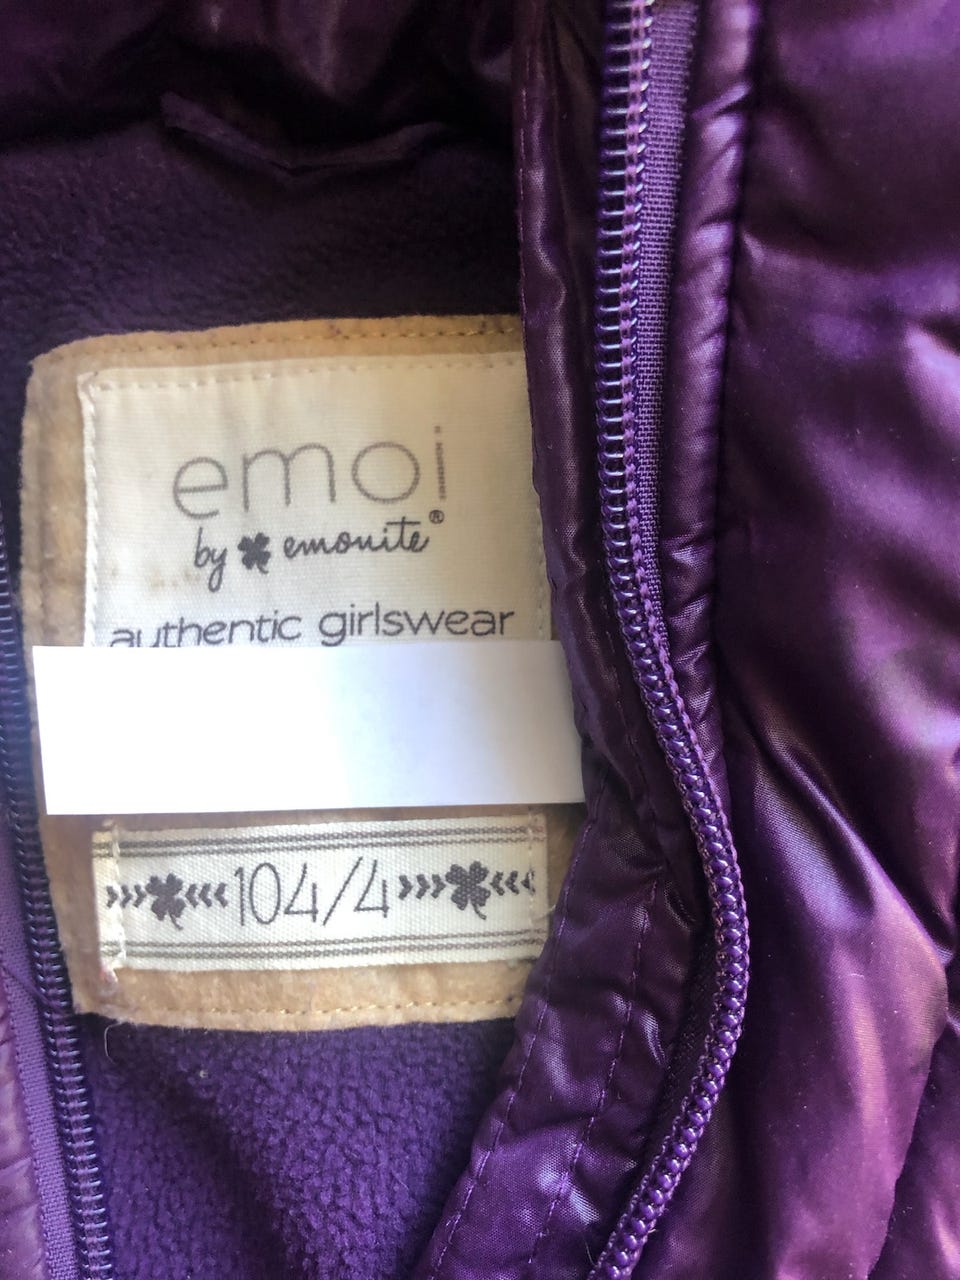 emoi
by emonite®
authentic girlswear
104/4